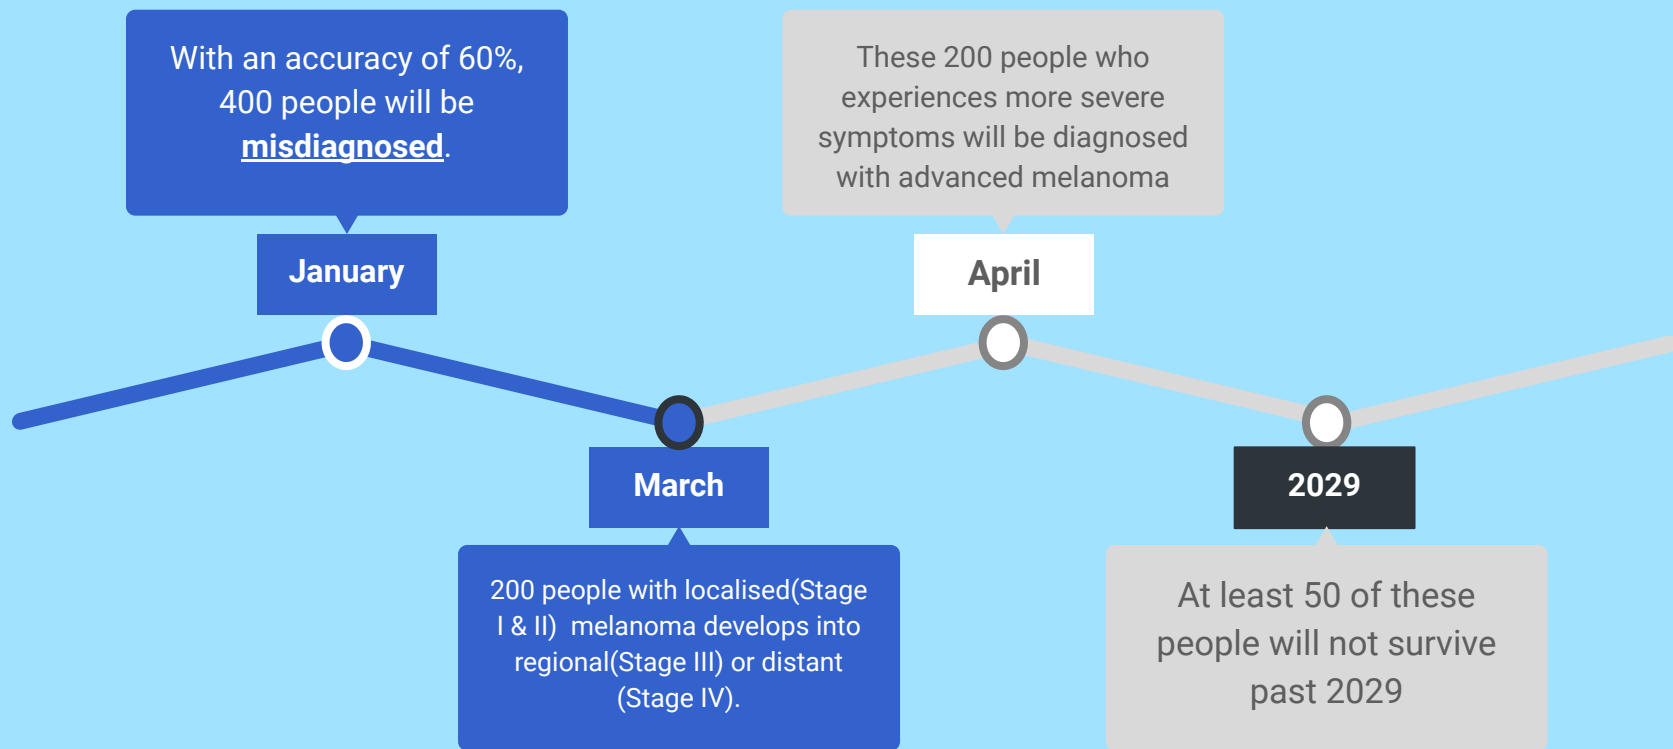 With an accuracy of 60%,
400 people will be
misdiagnosed.
January
200 people with localised(Stage
I & II)  melanoma develops into
regional(Stage III) or distant
(Stage IV).
March
These 200 people who
experiences more severe
symptoms will be diagnosed
with advanced melanoma
April
2029
At least 50 of these
people will not survive
past 2029